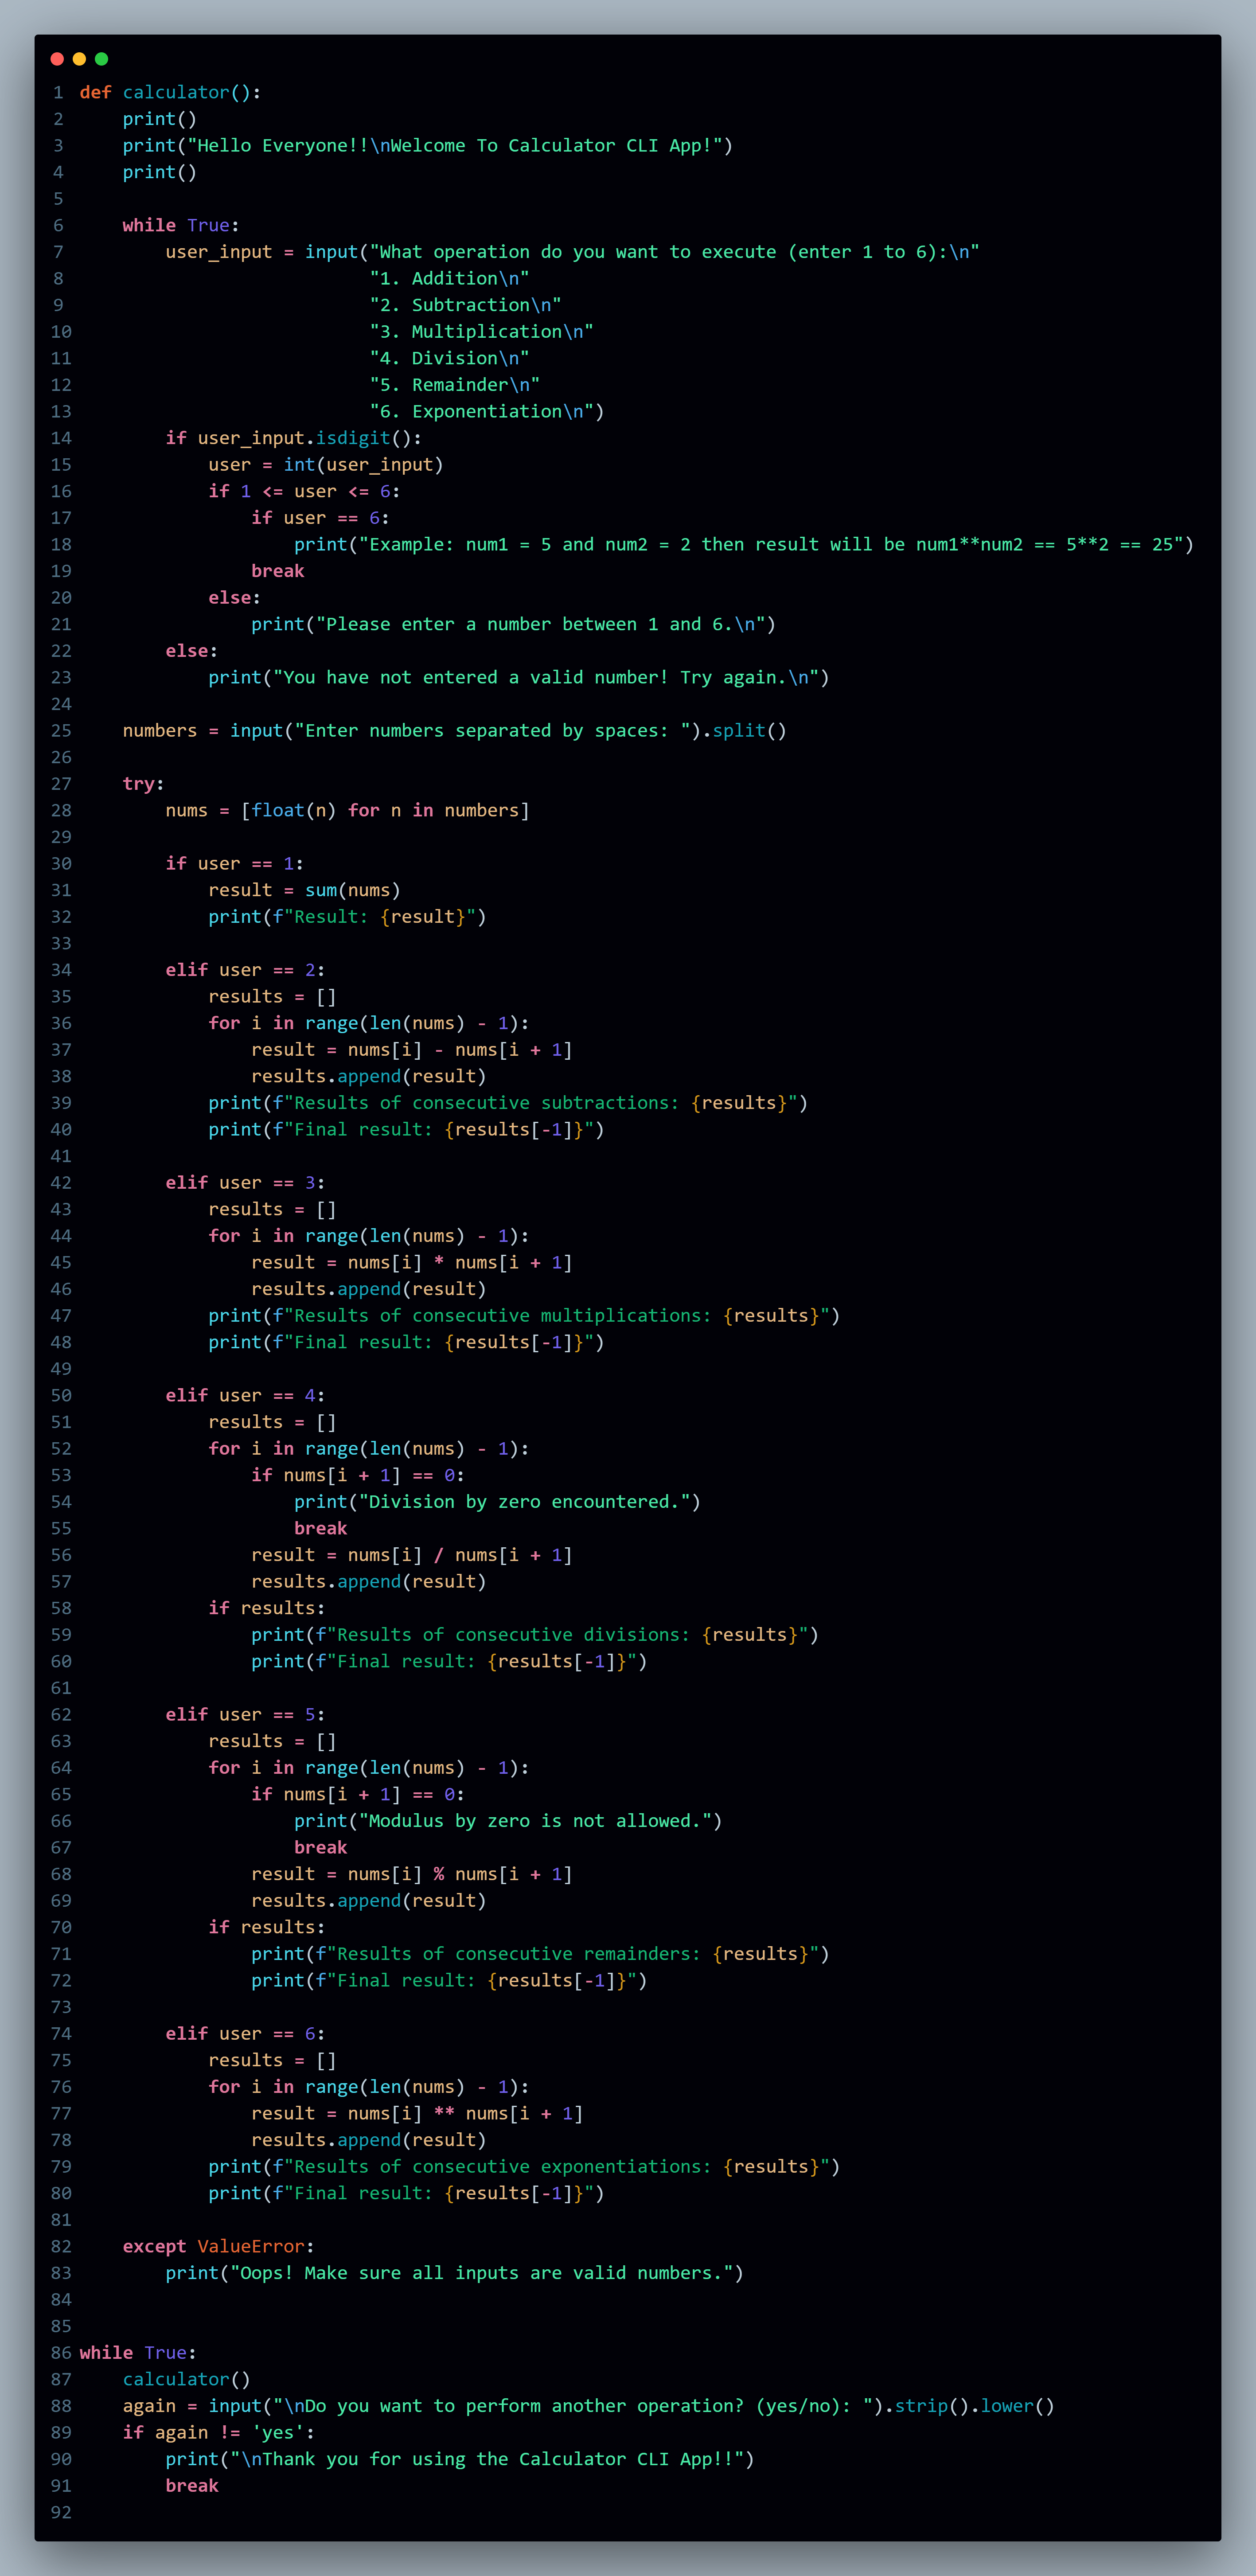 1 def calculator():
2     print()
3     print("Hello Everyone!!\nWelcome To Calculator CLI App!")
4     print()
5
6     while True:
7         user_input = input("What operation do you want to execute (enter 1 to 6):\n"
8                            "1. Addition\n"
9                            "2. Subtraction\n"
10                            "3. Multiplication\n"
11                            "4. Division\n"
12                            "5. Remainder\n"
13                            "6. Exponentiation\n")
14         if user_input.isdigit():
15             user = int(user_input)
16             if 1 <= user <= 6:
17                 if user == 6:
18                     print("Example: num1 = 5 and num2 = 2 then result will be num1**num2 == 5**2 == 25")
19                 break
20             else:
21                 print("Please enter a number between 1 and 6.\n")
22         else:
23             print("You have not entered a valid number! Try again.\n")
24
25     numbers = input("Enter numbers separated by spaces: ").split()
26
27     try:
28         nums = [float(n) for n in numbers]
29
30         if user == 1:
31             result = sum(nums)
32             print(f"Result: {result}")
33
34         elif user == 2:
35             results = []
36             for i in range(len(nums) - 1):
37                 result = nums[i] - nums[i + 1]
38                 results.append(result)
39             print(f"Results of consecutive subtractions: {results}")
40             print(f"Final result: {results[-1]}")
41
42         elif user == 3:
43             results = []
44             for i in range(len(nums) - 1):
45                 result = nums[i] * nums[i + 1]
46                 results.append(result)
47             print(f"Results of consecutive multiplications: {results}")
48             print(f"Final result: {results[-1]}")
49
50         elif user == 4:
51             results = []
52             for i in range(len(nums) - 1):
53                 if nums[i + 1] == 0:
54                     print("Division by zero encountered.")
55                     break
56                 result = nums[i] / nums[i + 1]
57                 results.append(result)
58             if results:
59                 print(f"Results of consecutive divisions: {results}")
60                 print(f"Final result: {results[-1]}")
61
62         elif user == 5:
63             results = []
64             for i in range(len(nums) - 1):
65                 if nums[i + 1] == 0:
66                     print("Modulus by zero is not allowed.")
67                     break
68                 result = nums[i] % nums[i + 1]
69                 results.append(result)
70             if results:
71                 print(f"Results of consecutive remainders: {results}")
72                 print(f"Final result: {results[-1]}")
73
74         elif user == 6:
75             results = []
76             for i in range(len(nums) - 1):
77                 result = nums[i] ** nums[i + 1]
78                 results.append(result)
79             print(f"Results of consecutive exponentiations: {results}")
80             print(f"Final result: {results[-1]}")
81
82     except ValueError:
83         print("Oops! Make sure all inputs are valid numbers.")
84
85
86 while True:
87     calculator()
88     again = input("\nDo you want to perform another operation? (yes/no): ").strip().lower()
89     if again != 'yes':
90         print("\nThank you for using the Calculator CLI App!!")
91         break
92